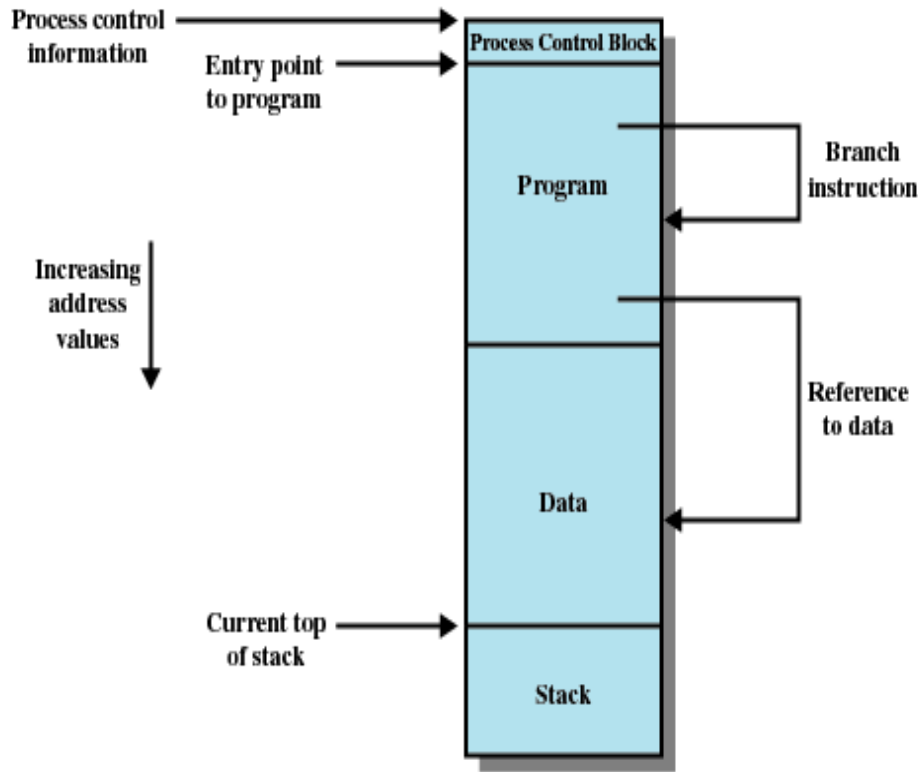 Process control
information
Process Control Block
Entry point
to program
Branch
instruction
Program
Increasing
address
values
Reference
to data
Data
Current top
of stack
Stack